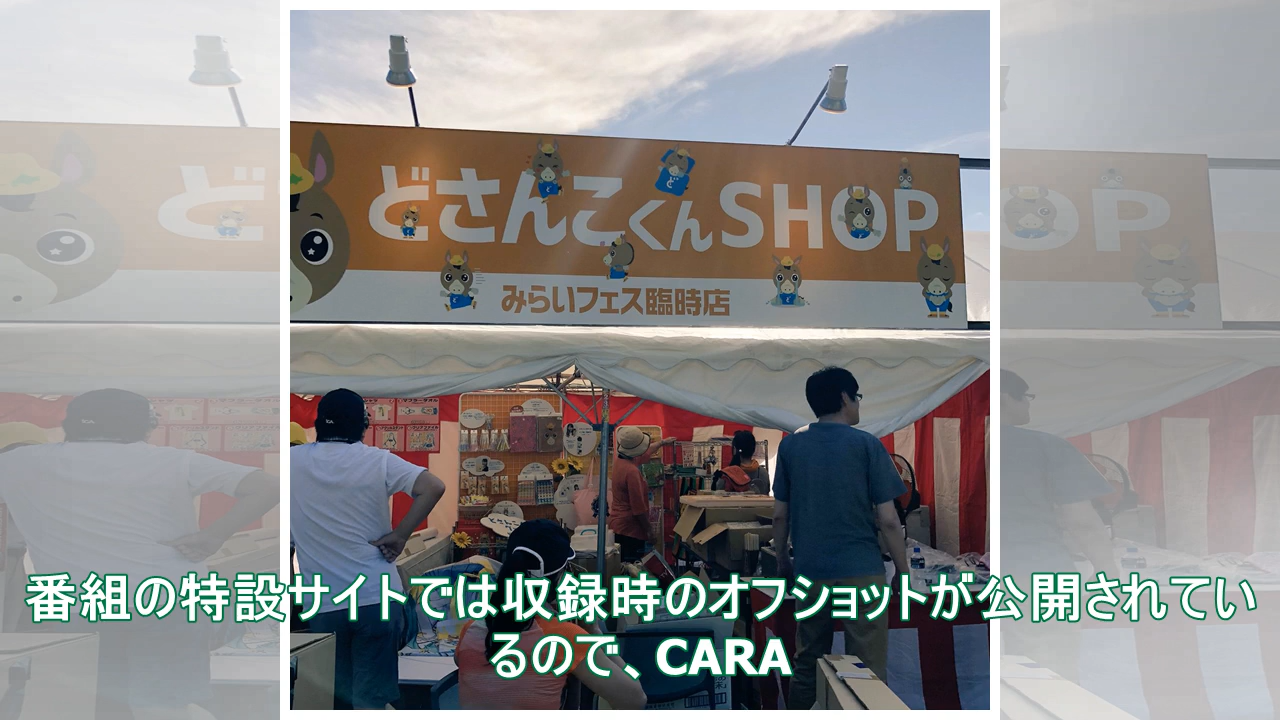 どさんこくんSHOP
みらいフェス臨時店
番組の特設サイトでは収録時のオフショットが公開されてい
るので、CARA